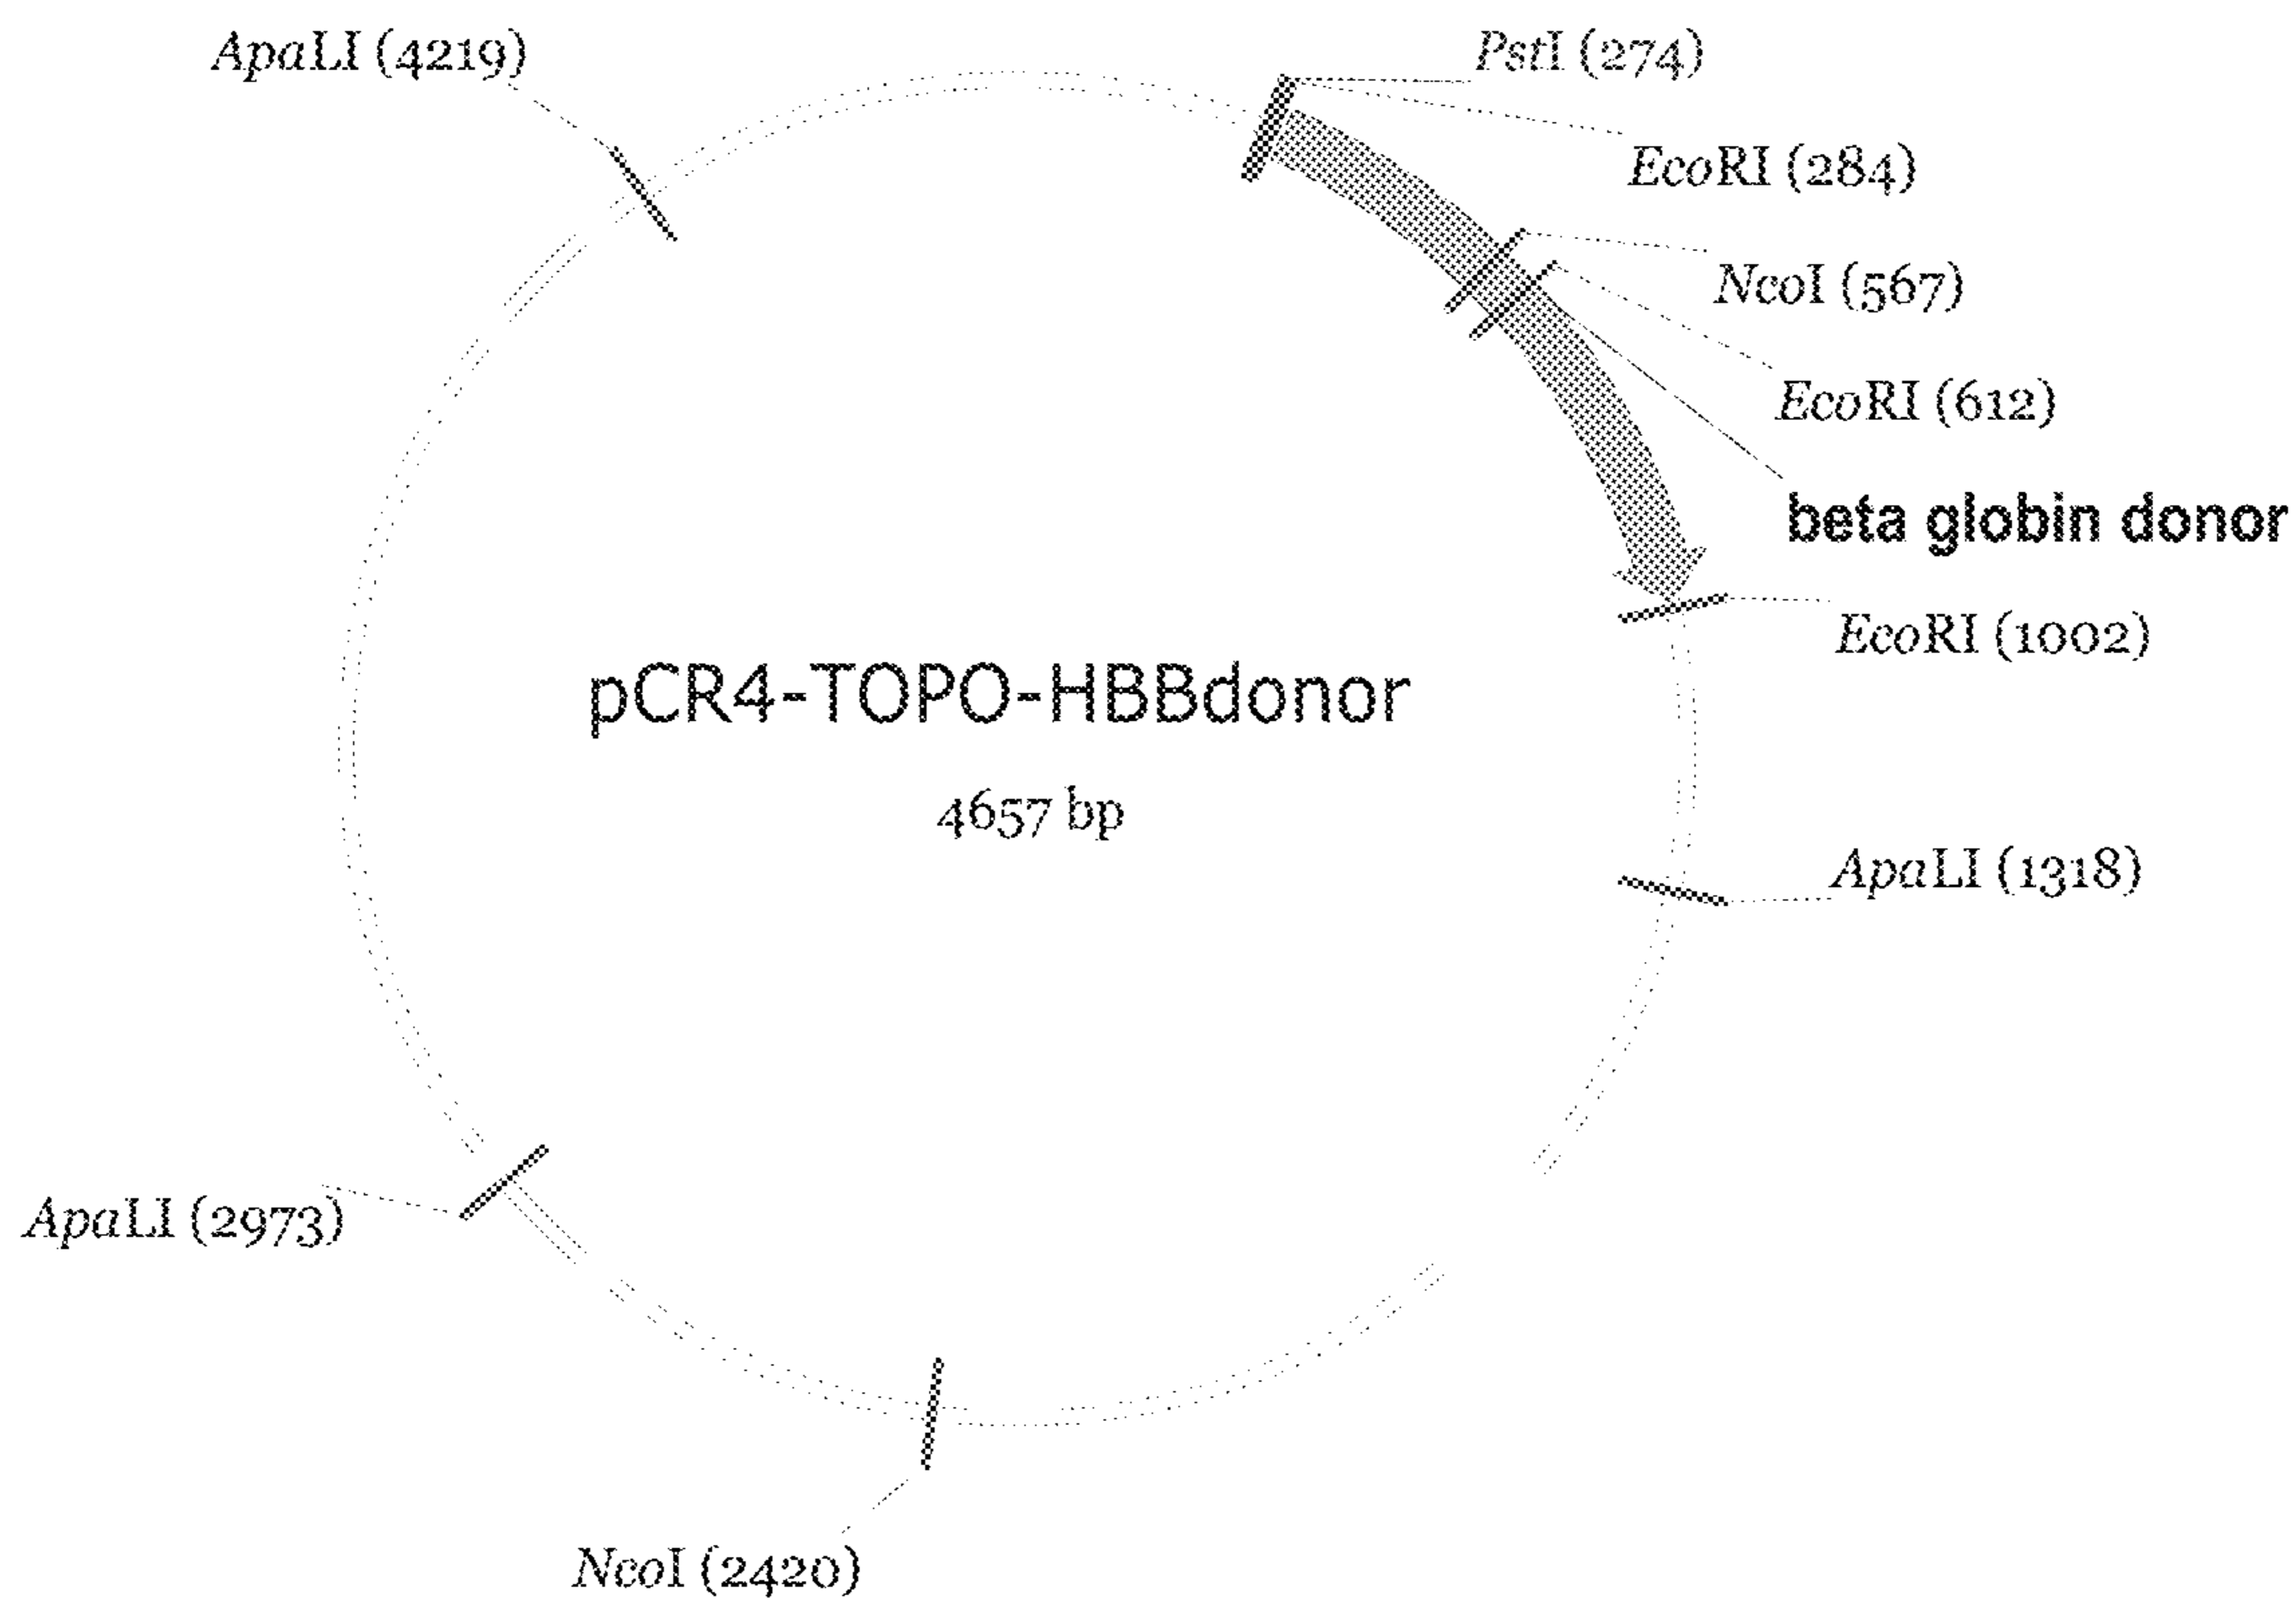 ApaLI (4219)
PstI (274)
EcoRI (284)
NcoI (567)
EcoRI (612)
beta globin donor
EcoRI (1002)
pCR4-TOPO-HBBdonor
4657 bp
ApaLI (1318)
ApaLI (2973)
NcoI (2420)